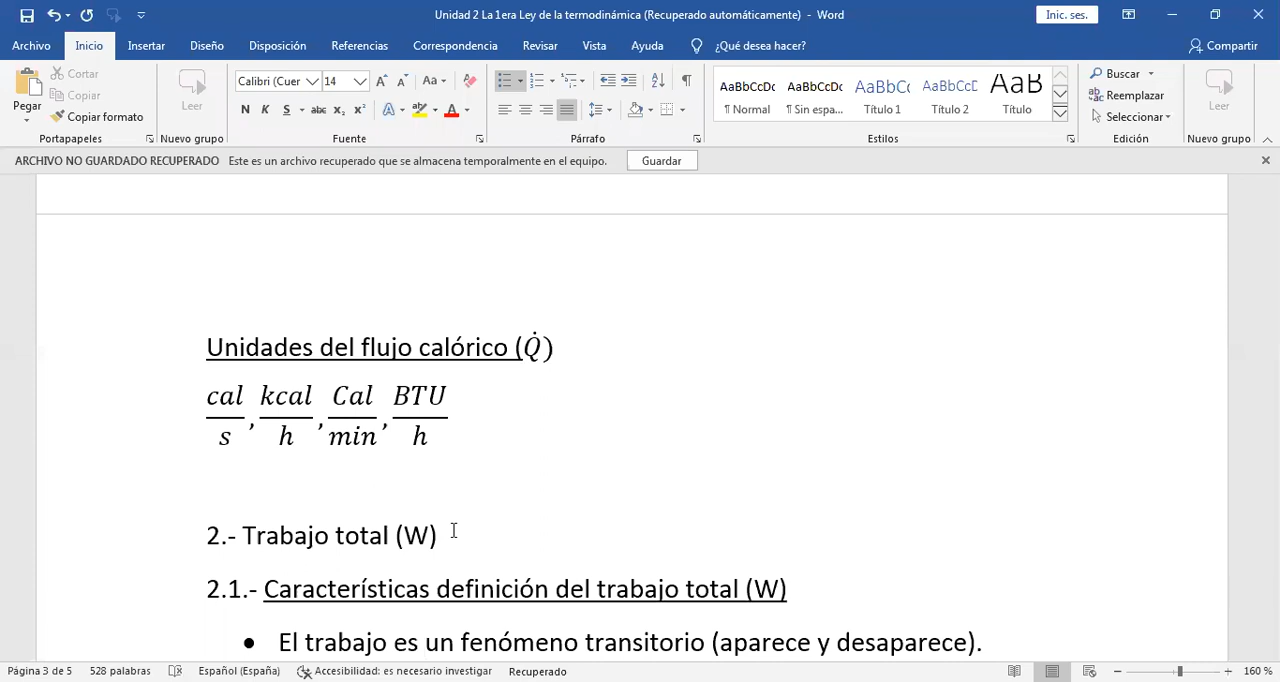 Unidad 2 La 1era Ley de la termodinámica (Recuperado automáticamente) - Word
Inic. ses.
Archivo Inicio Insertar Diseño Disposición Referencias Correspondencia Revisar Vista Ayuda ¿Qué desea hacer? Compartir
Pegar
Cortar
Copiar
Copiar formato
Portapapeles
Leer
Nuevo grupo
Calibri (Cuer 14
Aa
N K S abc x₂ x²
Fuente
Párrafo
AaBbCcDc AaBbCcDc AaBbCc AaBbCcD AaB
¶ Normal ¶ Sin espa... Título 1 Título 2 Título
Estilos
Buscar
Reemplazar
Seleccionar
Edición
Leer
Nuevo grupo
ARCHIVO NO GUARDADO RECUPERADO Este es un archivo recuperado que se almacena temporalmente en el equipo. Guardar
Unidades del flujo calórico (Q̇)
cal/s, kcal/h, Cal/min, BTU/h
2.- Trabajo total (W)
2.1.- Características definición del trabajo total (W)
• El trabajo es un fenómeno transitorio (aparece y desaparece).
Página 3 de 5 528 palabras Español (España) Accesibilidad: es necesario investigar Recuperado 160 %